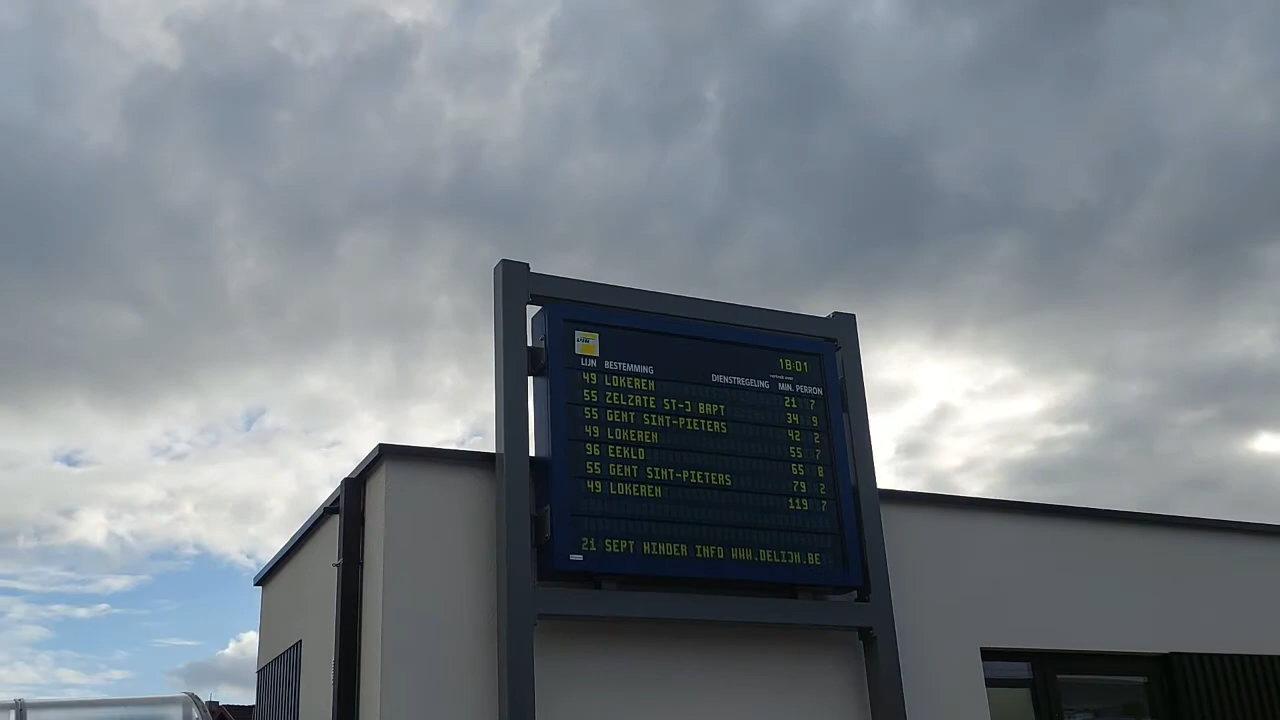 LIJN
18:01
LIJN BESTEMMING DIENSTREGELING MIN. PERRON
49 LOKEREN 21 7
55 ZELZATE ST-J BAPT 34 9
55 GENT SINT-PIETERS 42 2
49 LOKEREN 55 7
96 EEKLO 65 8
55 GENT SINT-PIETERS 79 2
49 LOKEREN 119 7
21 SEPT HINDER INFO WWW.DELIJN.BE